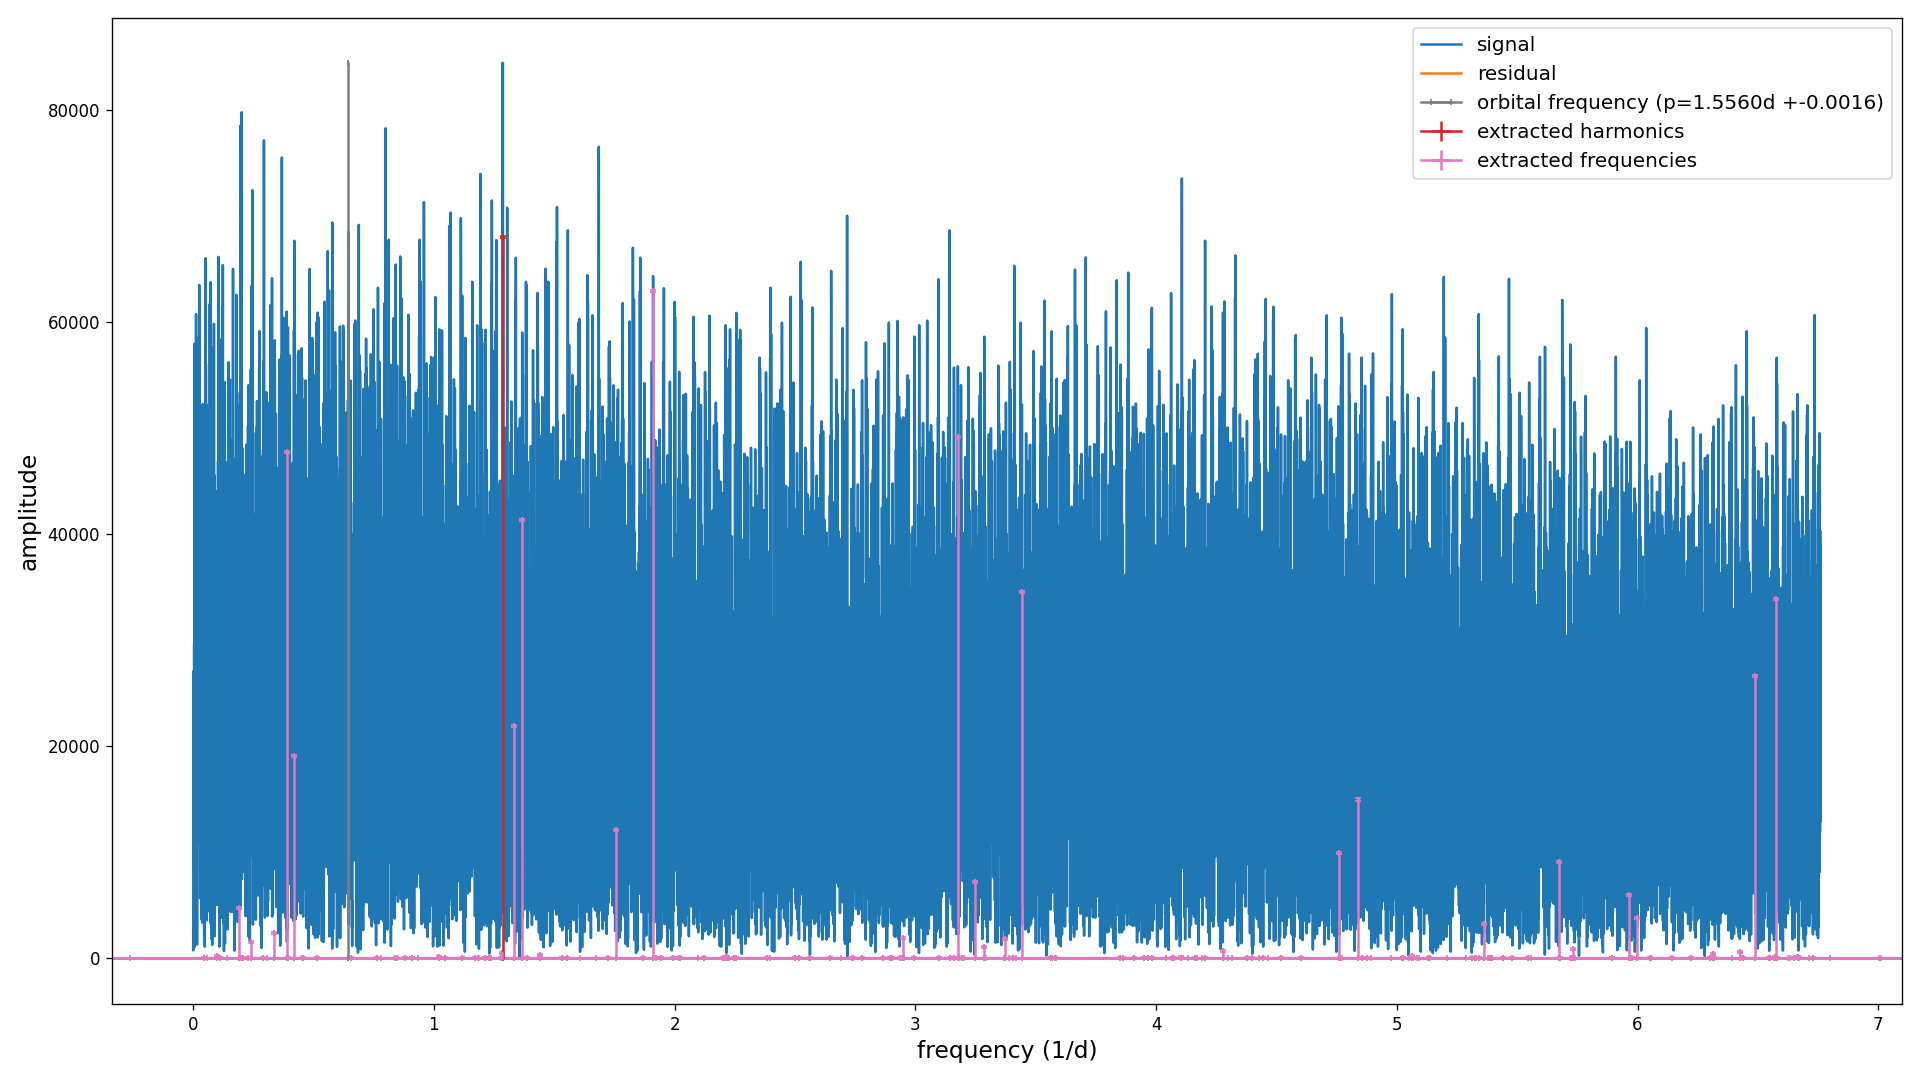 signal
residual
orbital frequency (p=1.5560d +-0.0016)
extracted harmonics
extracted frequencies
80000
60000
40000
20000
0
amplitude
0 1 2 3 4 5 6 7
frequency (1/d)